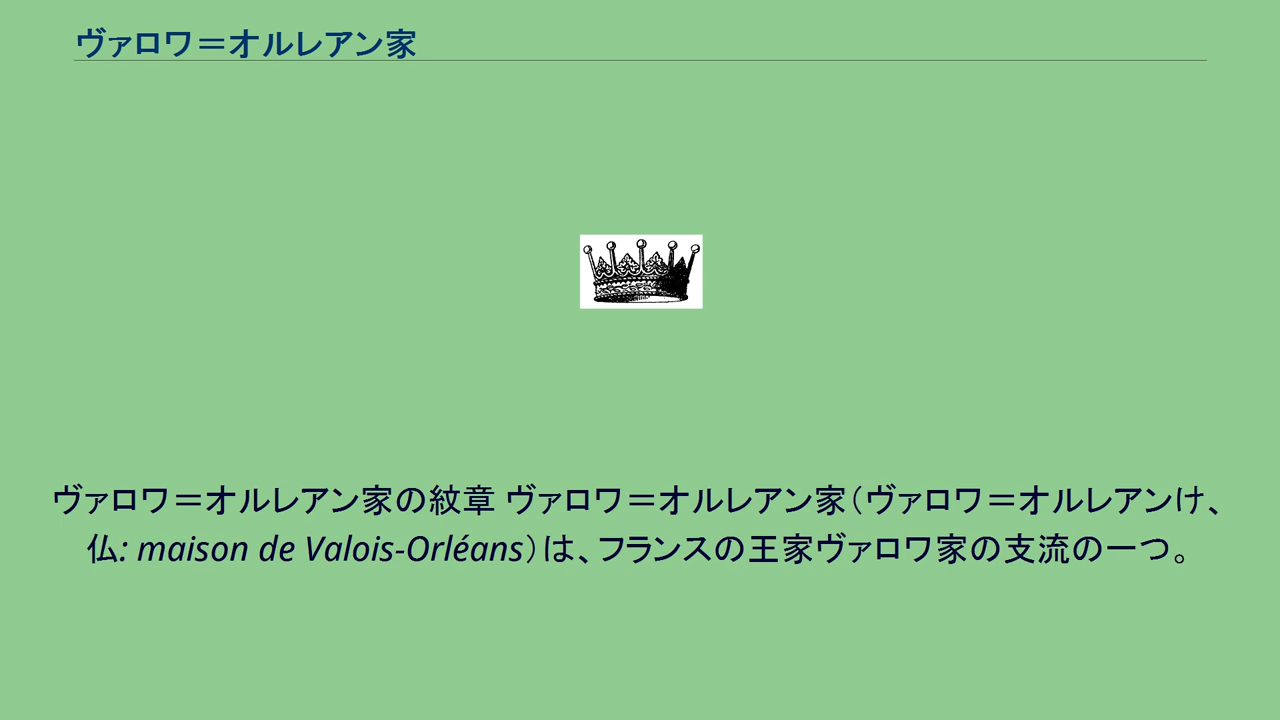 ヴァロワ＝オルレアン家
ヴァロワ＝オルレアン家の紋章 ヴァロワ＝オルレアン家（ヴァロワ＝オルレアンけ、
仏: maison de Valois-Orléans）は、フランスの王家ヴァロワ家の支流の一つ。